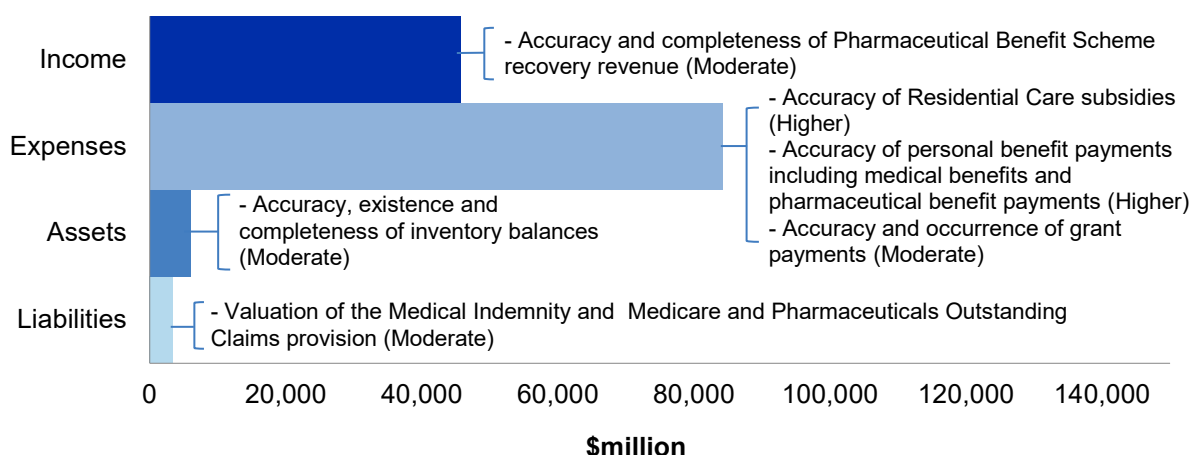 Income
- Accuracy and completeness of Pharmaceutical Benefit Scheme
recovery revenue (Moderate)
Expenses
- Accuracy of Residential Care subsidies
(Higher)
- Accuracy of personal benefit payments
including medical benefits and
pharmaceutical benefit payments (Higher)
- Accuracy and occurrence of grant
payments (Moderate)
Assets
- Accuracy, existence and
completeness of inventory balances
(Moderate)
Liabilities
- Valuation of the Medical Indemnity and  Medicare and Pharmaceuticals Outstanding
Claims provision (Moderate)
0 20,000 40,000 60,000 80,000 100,000 120,000 140,000
$million